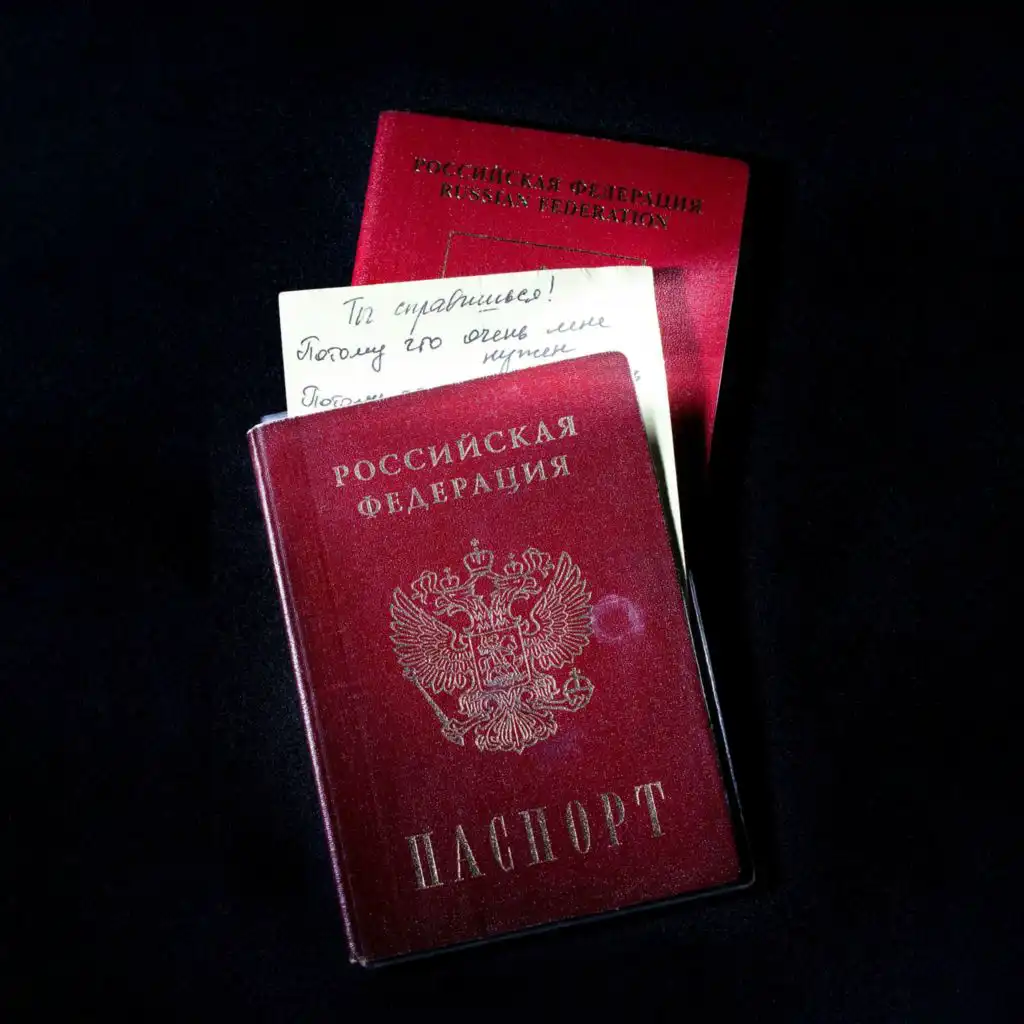 РОССИЙСКАЯ ФЕДЕРАЦИЯ
RUSSIAN FEDERATION
Ты справишься!
Потому что очень мне
нужен
РОССИЙСКАЯ
ФЕДЕРАЦИЯ
ПАСПОРТ